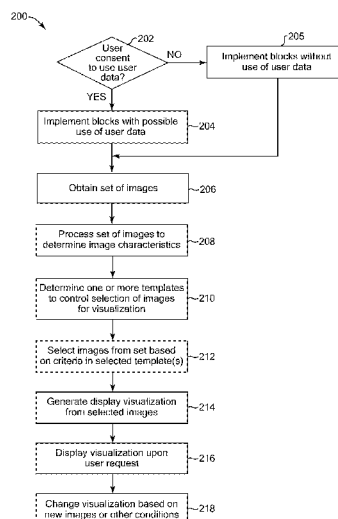 200
202
User
consent
to use user
data?
NO
YES
205
Implement blocks without
use of user data
Implement blocks with possible
use of user data
204
Obtain set of images
206
Process set of images to
determine image characteristics
208
Determine one or more templates
to control selection of images
for visualization
210
Select images from set based
on criteria in selected template(s)
212
Generate display visualization
from selected images
214
Display visualization upon
user request
216
Change visualization based on
new images or other conditions
218